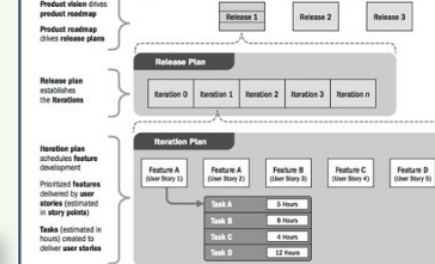 Product vision drives
product roadmap
Product roadmap
drives release plans
Release 1
Release 2
Release 3
Release Plan
Release plan
establishes
the Iterations
Iteration 0
Iteration 1
Iteration 2
Iteration 3
Iteration n
Iteration Plan
Iteration plan
schedules feature
development
Prioritized features
delivered by user
stories (estimated
in story points)
Tasks (estimated in
hours) created to
deliver user stories
Feature A
(User Story 1)
Feature A
(User Story 2)
Feature B
(User Story 3)
Feature C
(User Story 4)
Feature D
(User Story 5)
Task A
5 Hours
Task B
8 Hours
Task C
4 Hours
Task D
12 Hours